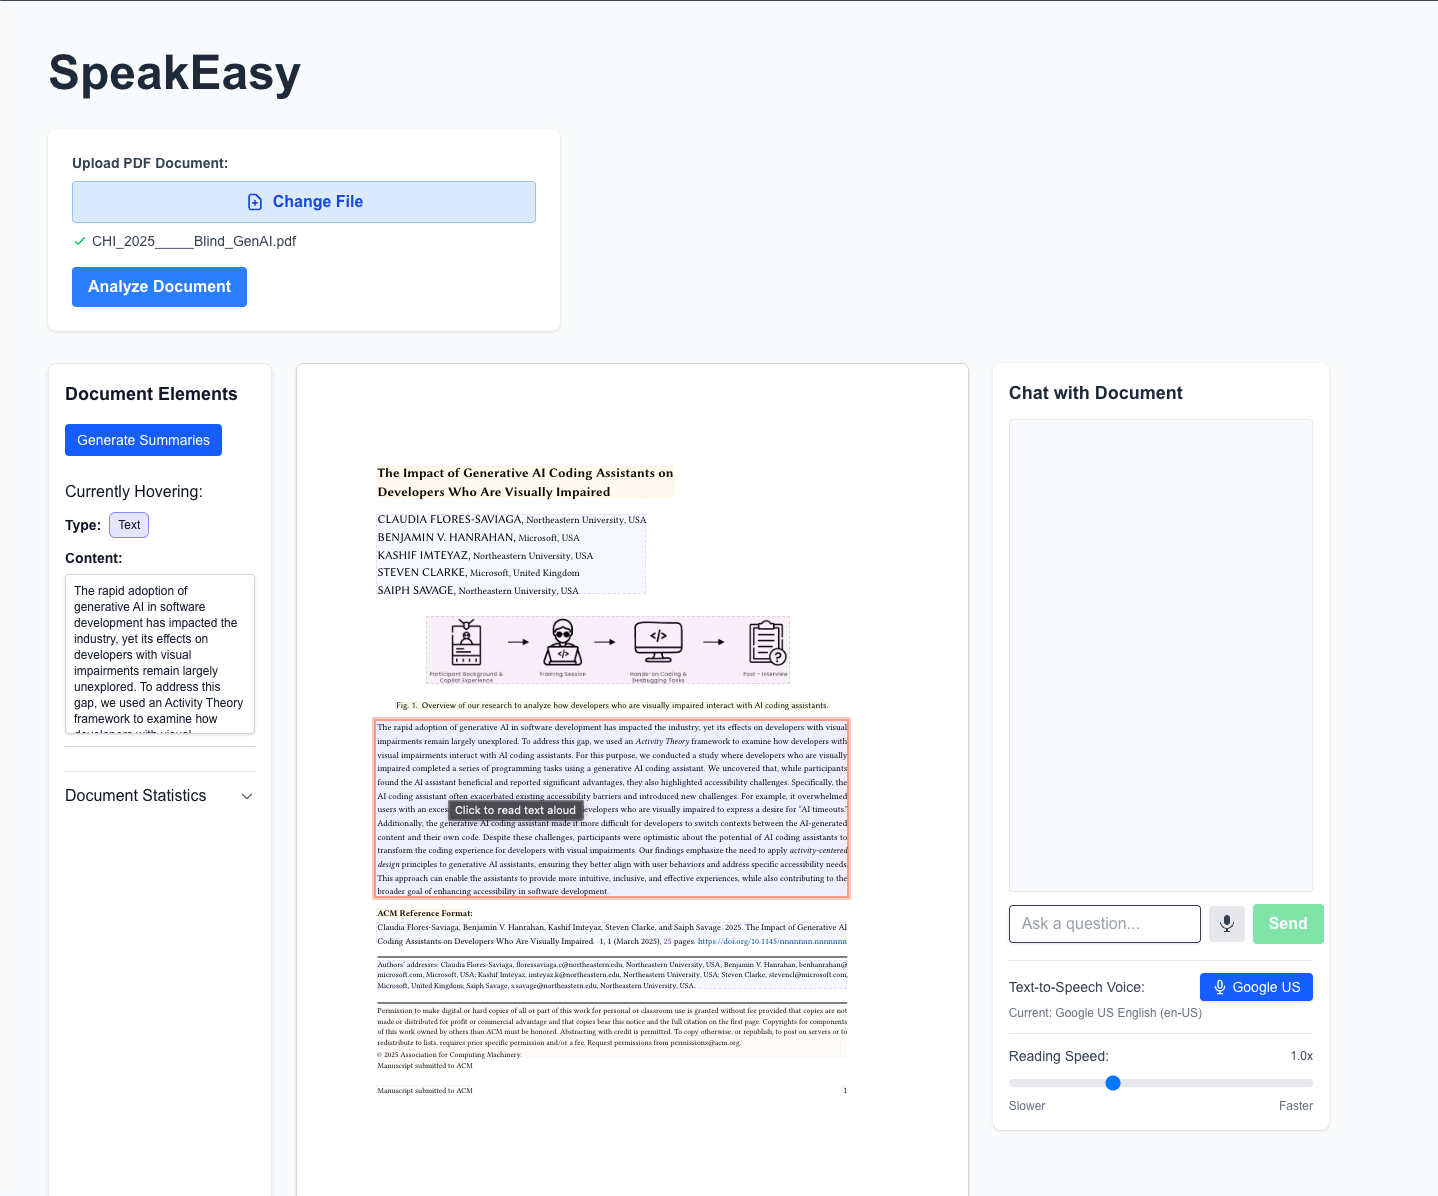 SpeakEasy
Upload PDF Document:
Change File
CHI_2025_____Blind_GenAI.pdf
Analyze Document
Document Elements
Generate Summaries
Currently Hovering:
Type: Text
Content:
The rapid adoption of
generative AI in software
development has impacted the
industry, yet its effects on
developers with visual
impairments remain largely
unexplored. To address this
gap, we used an Activity Theory
framework to examine how
developers with visual
Document Statistics
The Impact of Generative AI Coding Assistants on
Developers Who Are Visually Impaired
CLAUDIA FLORES-SAVIAGA, Northeastern University, USA
BENJAMIN V. HANRAHAN, Microsoft, USA
KASHIF IMTEYAZ, Northeastern University, USA
STEVEN CLARKE, Microsoft, United Kingdom
SAIPH SAVAGE, Northeastern University, USA
Participant Background &
Copilot Experience
Training Session
Hands-on Coding &
Desbugging Tasks
Post - Interview
Fig. 1. Overview of our research to analyze how developers who are visually impaired interact with AI coding assistants.
The rapid adoption of generative AI in software development has impacted the industry, yet its effects on developers with visual
impairments remain largely unexplored. To address this gap, we used an Activity Theory framework to examine how developers with
visual impairments interact with AI coding assistants. For this purpose, we conducted a study where developers who are visually
impaired completed a series of programming tasks using a generative AI coding assistant. We uncovered that, while participants
found the AI assistant beneficial and reported significant advantages, they also highlighted accessibility challenges. Specifically, the
AI coding assistant often exacerbated existing accessibility barriers and introduced new challenges. For example, it overwhelmed
users with an exces evelopers who are visually impaired to express a desire for "AI timeouts."
Click to read text aloud
Additionally, the generative AI coding assistant made it more difficult for developers to switch contexts between the AI-generated
content and their own code. Despite these challenges, participants were optimistic about the potential of AI coding assistants to
transform the coding experience for developers with visual impairments. Our findings emphasize the need to apply activity-centered
design principles to generative AI assistants, ensuring they better align with user behaviors and address specific accessibility needs.
This approach can enable the assistants to provide more intuitive, inclusive, and effective experiences, while also contributing to the
broader goal of enhancing accessibility in software development.
ACM Reference Format:
Claudia Flores-Saviaga, Benjamin V. Hanrahan, Kashif Imteyaz, Steven Clarke, and Saiph Savage. 2025. The Impact of Generative AI
Coding Assistants on Developers Who Are Visually Impaired. 1, 1 (March 2025), 25 pages. https://doi.org/10.1145/nnnnnnn.nnnnnnn
Authors' addresses: Claudia Flores-Saviaga, floressaviaga.c@northeastern.edu, Northeastern University, USA; Benjamin V. Hanrahan, benhanrahan@
microsoft.com, Microsoft, USA; Kashif Imteyaz, imteyaz.k@northeastern.edu, Northeastern University, USA; Steven Clarke, stevencl@microsoft.com,
Microsoft, United Kingdom; Saiph Savage, s.savage@northeastern.edu, Northeastern University, USA.
Permission to make digital or hard copies of all or part of this work for personal or classroom use is granted without fee provided that copies are not
made or distributed for profit or commercial advantage and that copies bear this notice and the full citation on the first page. Copyrights for components
of this work owned by others than ACM must be honored. Abstracting with credit is permitted. To copy otherwise, or republish, to post on servers or to
redistribute to lists, requires prior specific permission and/or a fee. Request permissions from permissions@acm.org.
© 2025 Association for Computing Machinery.
Manuscript submitted to ACM
Manuscript submitted to ACM 1
Chat with Document
Ask a question...
Send
Text-to-Speech Voice:
Google US
Current: Google US English (en-US)
Reading Speed: 1.0x
Slower Faster